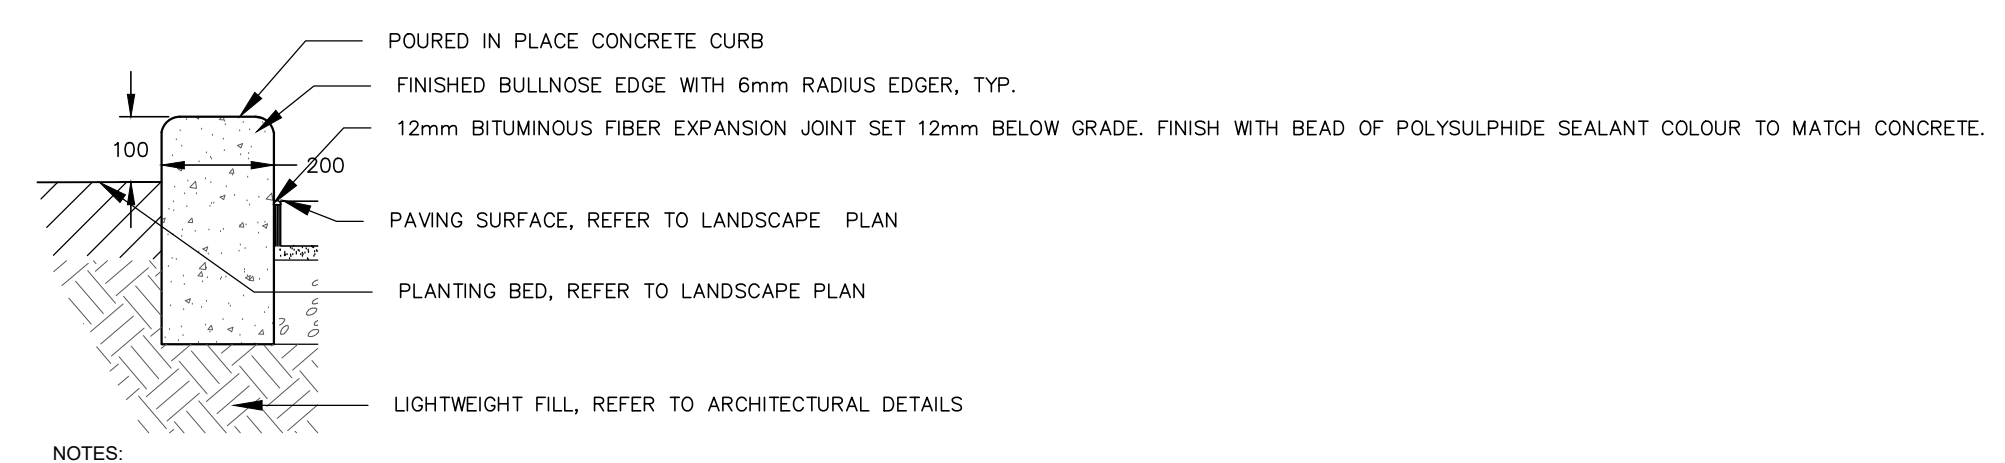 POURED IN PLACE CONCRETE CURB
FINISHED BULLNOSE EDGE WITH 6mm RADIUS EDGER, TYP.
12mm BITUMINOUS FIBER EXPANSION JOINT SET 12mm BELOW GRADE. FINISH WITH BEAD OF POLYSULPHIDE SEALANT COLOUR TO MATCH CONCRETE.
100
200
PAVING SURFACE, REFER TO LANDSCAPE PLAN
PLANTING BED, REFER TO LANDSCAPE PLAN
LIGHTWEIGHT FILL, REFER TO ARCHITECTURAL DETAILS
NOTES: